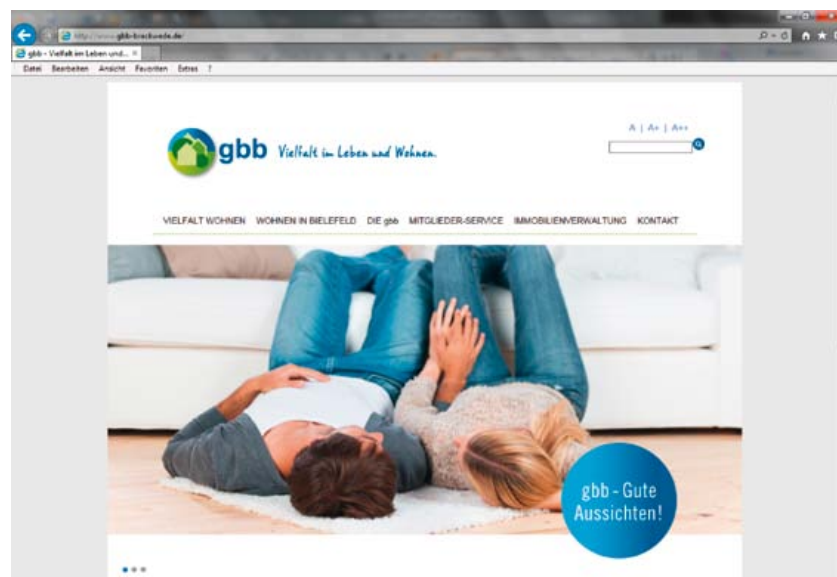 http://www.gbb-brackwede.de/
gbb - Vielfalt im Leben und...
Datei Bearbeiten Ansicht Favoriten Extras ?
A | A+ | A++
gbb Vielfalt im Leben und Wohnen.
VIELFALT WOHNEN WOHNEN IN BIELEFELD DIE gbb MITGLIEDER-SERVICE IMMOBILIENVERWALTUNG KONTAKT
gbb - Gute
Aussichten!